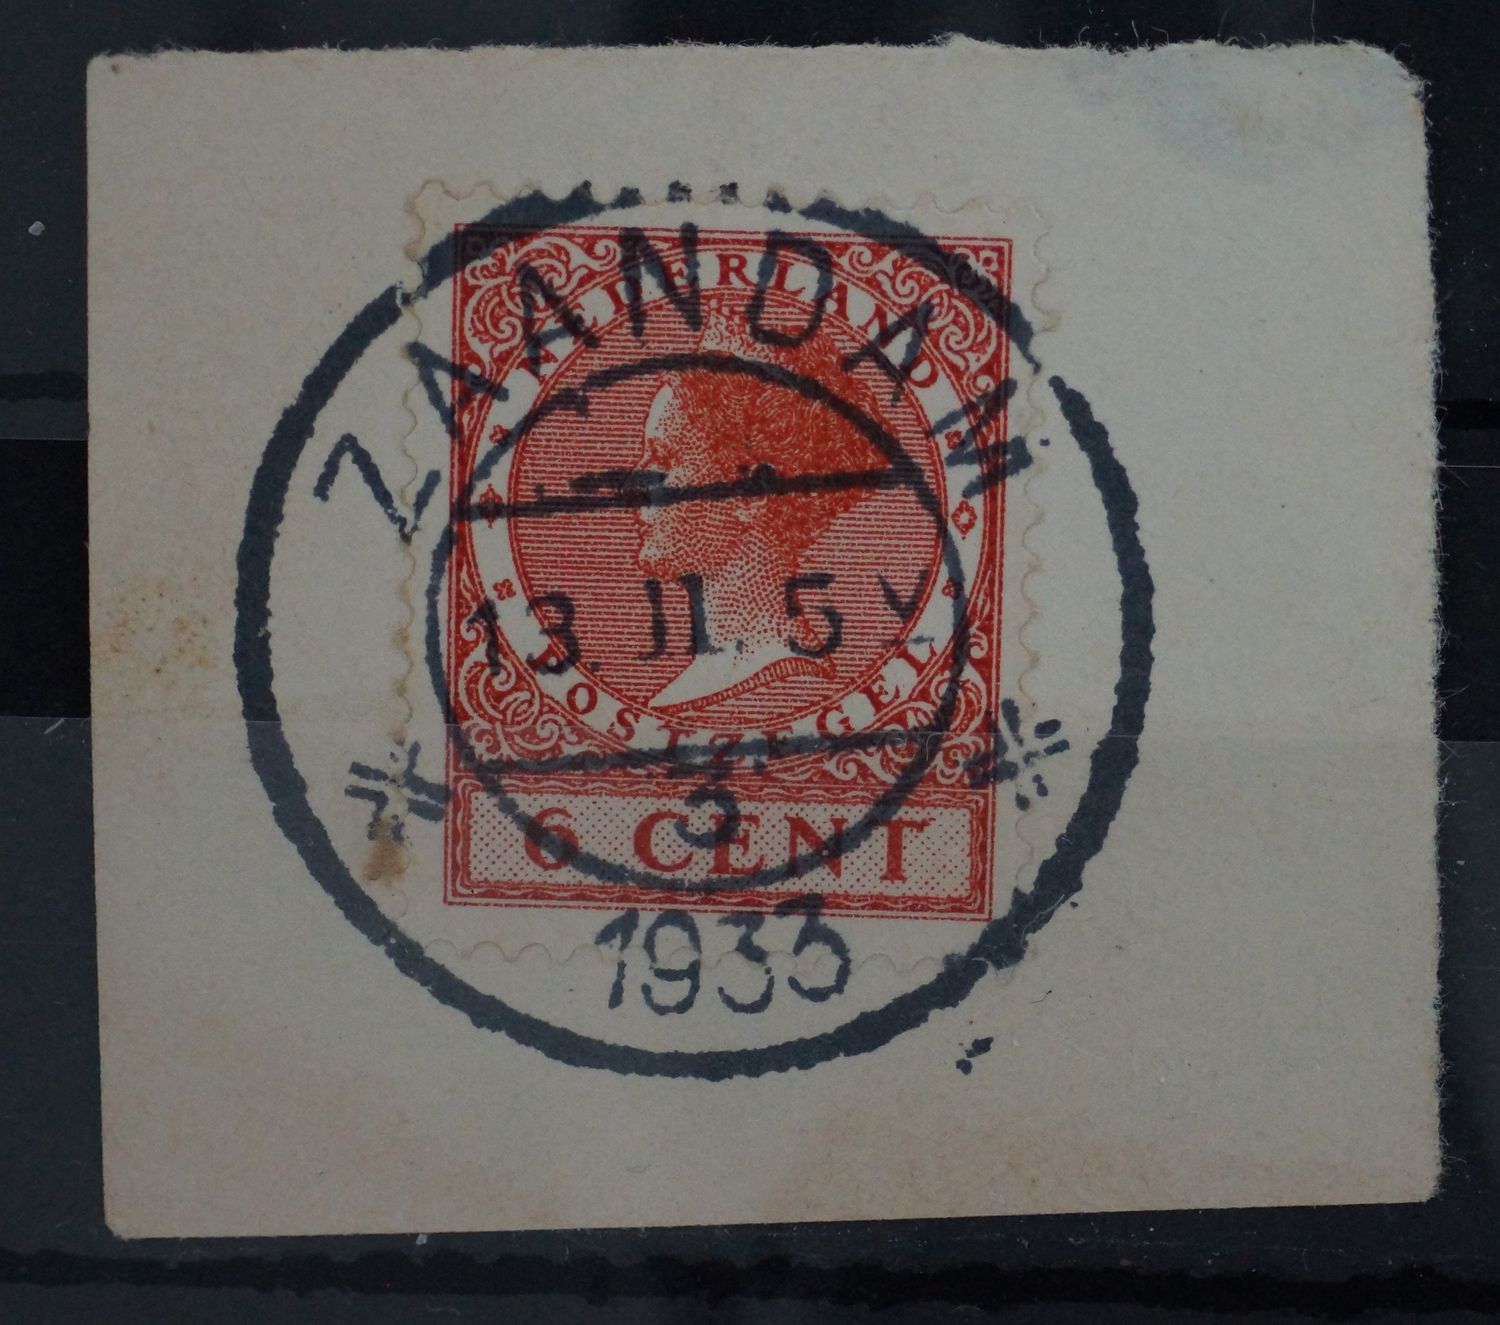 ZAANDAM
NEDERLAND
13.II.5
POSTZEGEL
3
6 CENT
1933